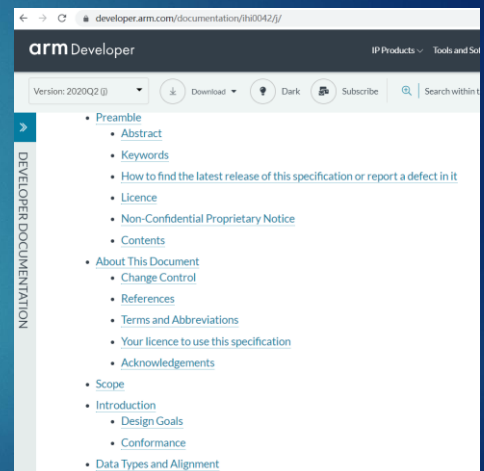 developer.arm.com/documentation/ihi0042/j/
arm Developer
IP Products
Tools and
Version: 2020Q2
Download
Dark
Subscribe
Search within
DEVELOPER DOCUMENTATION
Preamble
Abstract
Keywords
How to find the latest release of this specification or report a defect in it
Licence
Non-Confidential Proprietary Notice
Contents
About This Document
Change Control
References
Terms and Abbreviations
Your licence to use this specification
Acknowledgements
Scope
Introduction
Design Goals
Conformance
Data Types and Alignment